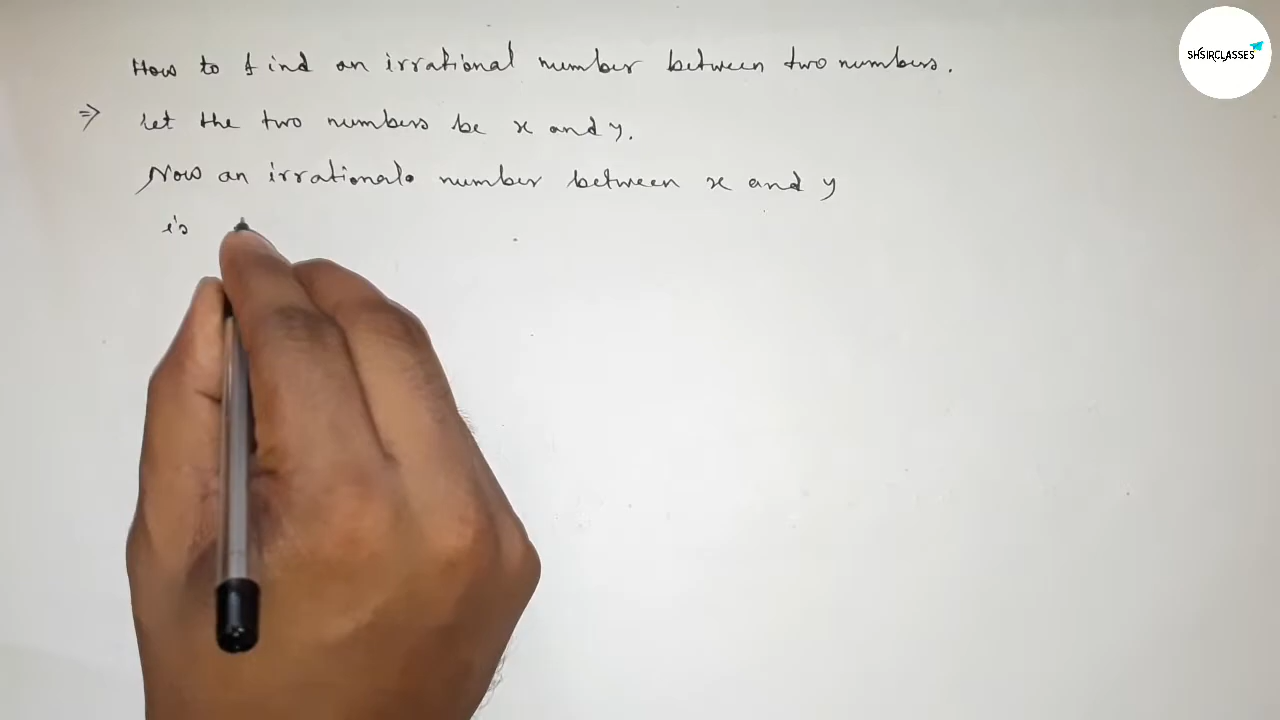 SHSIRCLASSES
How to find an irrational number between two numbers.
⇒ Let the two numbers be x and y.
Now an irrational number between x and y
is